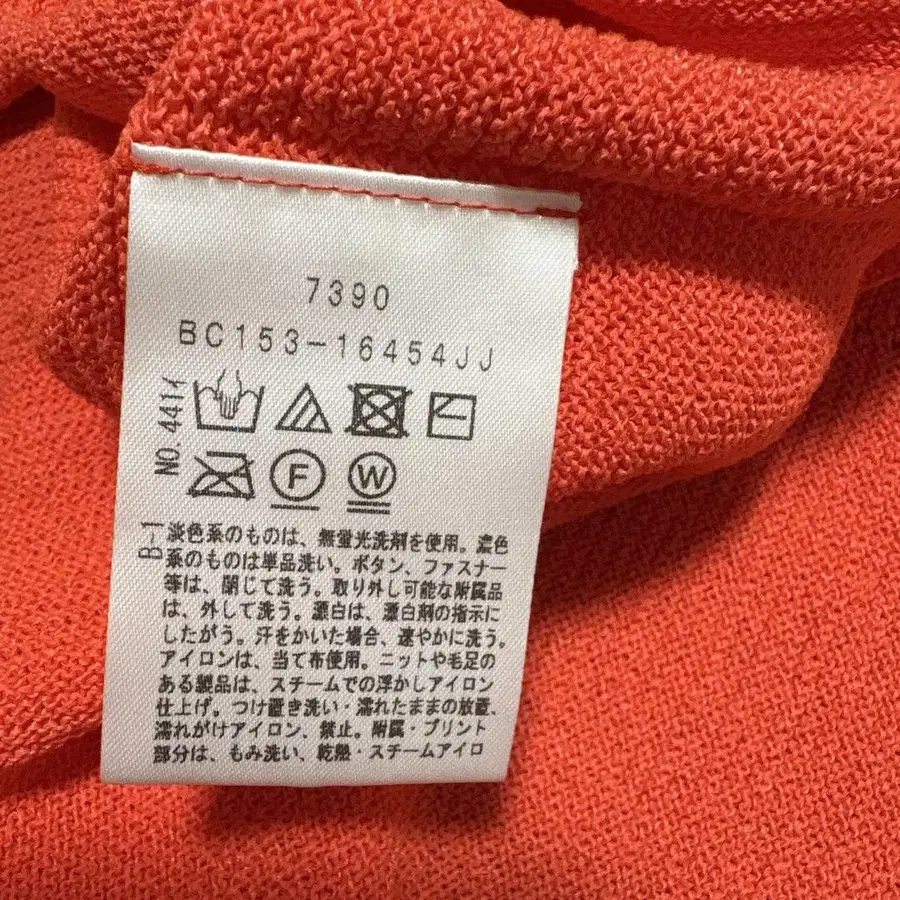 7390
BC153-16454JJ
NO. 4414
F
W
B-1
淡色系のものは、無蛍光洗剤を使用。濃色
系のものは単品洗い。ボタン、ファスナー
等は、閉じて洗う。取り外し可能な附属品
は、外して洗う。漂白は、漂白剤の指示に
したがう。汗をかいた場合、速やかに洗う。
アイロンは、当て布使用。ニットや毛足の
ある製品は、スチームでの浮かしアイロン
仕上げ。つけ置き洗い・濡れたままの放置、
濡れがけアイロン、禁止。附属・プリント
部分は、もみ洗い、乾熱・スチームアイロ